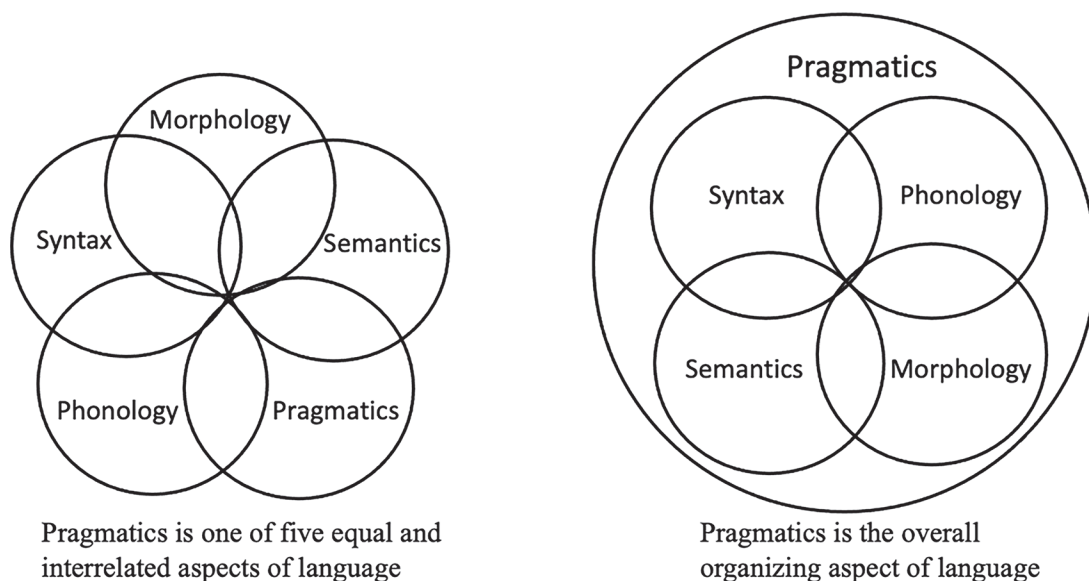 Morphology
Syntax
Semantics
Phonology
Pragmatics
Pragmatics is one of five equal and
interrelated aspects of language
Pragmatics
Syntax
Phonology
Semantics
Morphology
Pragmatics is the overall
organizing aspect of language